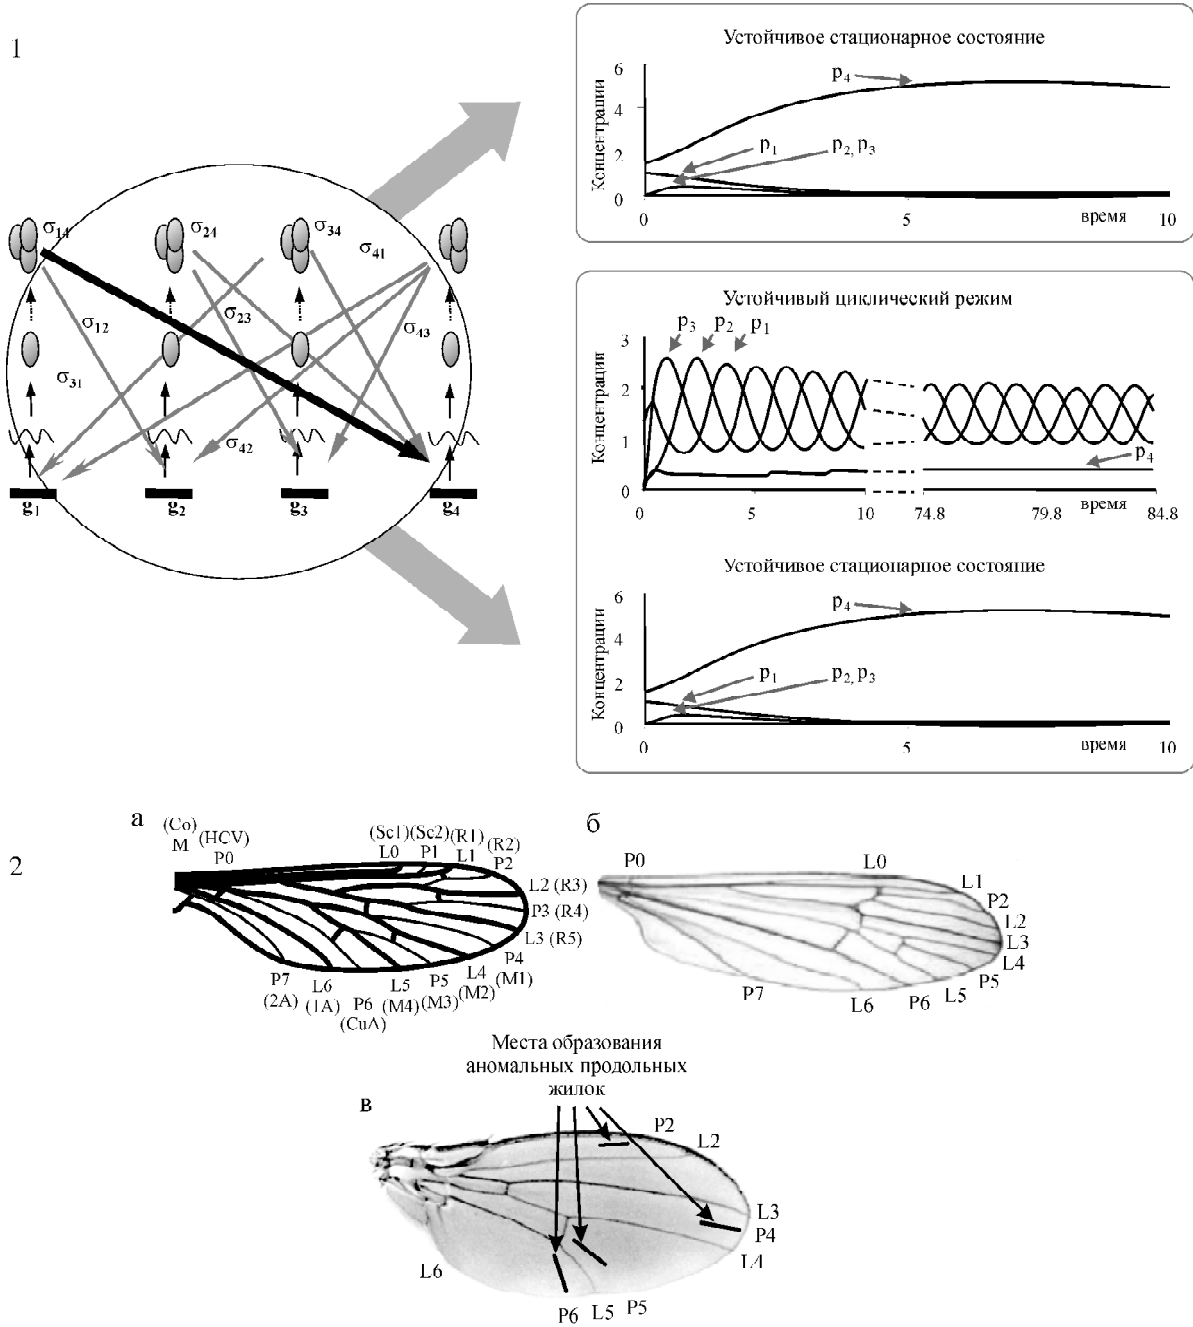 1
σ14
σ24
σ34
σ41
σ12
σ23
σ43
σ31
σ42
g1
g2
g3
g4
Устойчивое стационарное состояние
Концентрации
6
4
2
0
p4
p1
p2, p3
0
5
время
10
Устойчивый циклический режим
Концентрации
3
2
1
0
p3
p2
p1
p4
0
5
10
74.8
79.8
время
84.8
Устойчивое стационарное состояние
Концентрации
6
4
2
0
p4
p1
p2, p3
0
5
время
10
2
а
(Co)
M
(HCV)
P0
(Sc1)
L0
(Sc2)
P1
(R1)
L1
(R2)
P2
L2 (R3)
P3 (R4)
L3 (R5)
P4
(M1)
L4
(M2)
P5
(M3)
L5
(M4)
P6
(CuA)
L6
(1A)
P7
(2A)
б
P0
L0
L1
P2
L2
L3
L4
P5
L5
P6
L6
P7
Места образования
аномальных продольных
жилок
в
P2
L2
L3
P4
L4
P5
L5
P6
L6